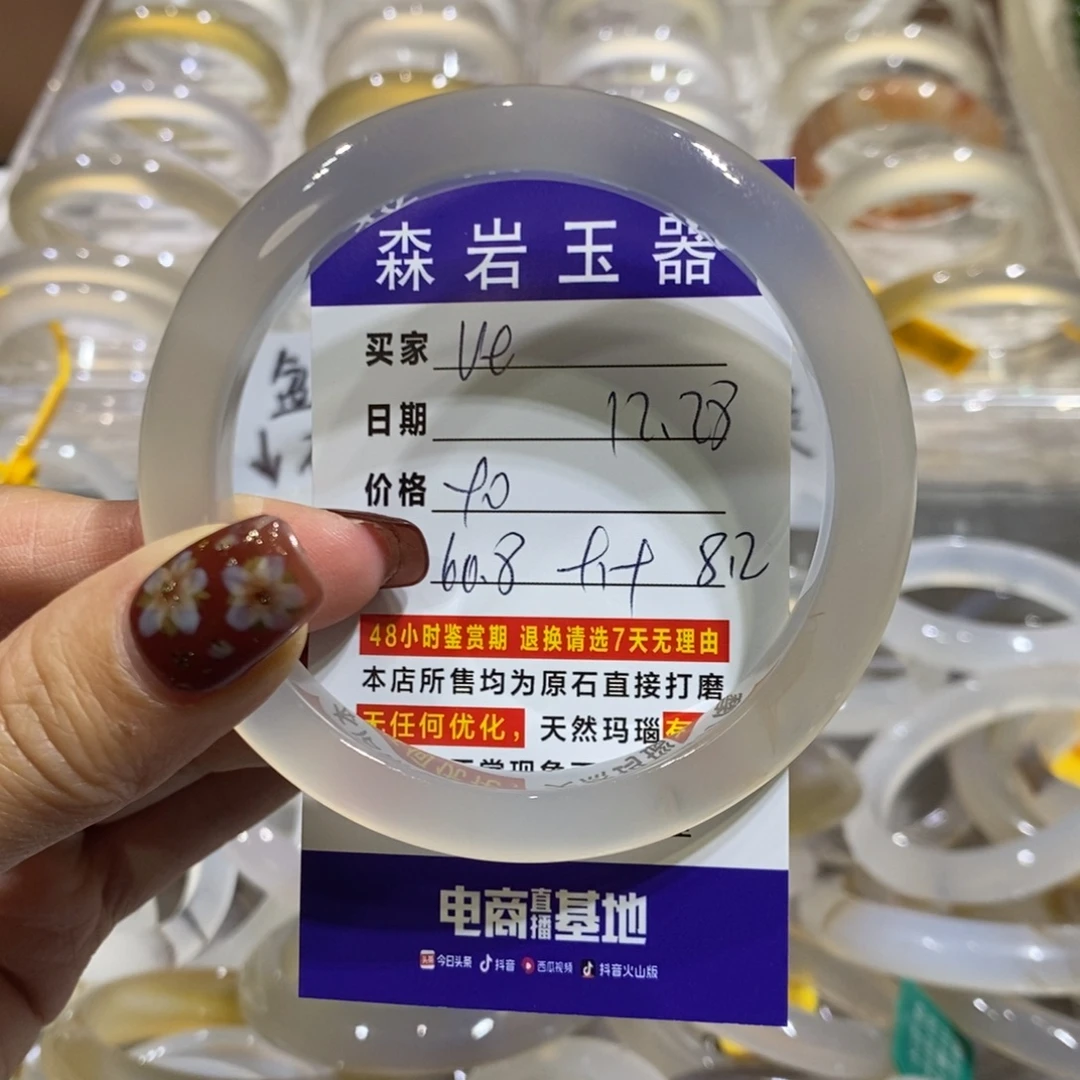 森岩玉器
买家 ve
日期 12.28
价格
60.8 8.2
48小时鉴赏期 退换请选7天无理由
本店所售均为原石直接打磨
无任何优化，天然玛瑙有
电商直播基地
今日头条 抖音 西瓜视频 抖音火山版